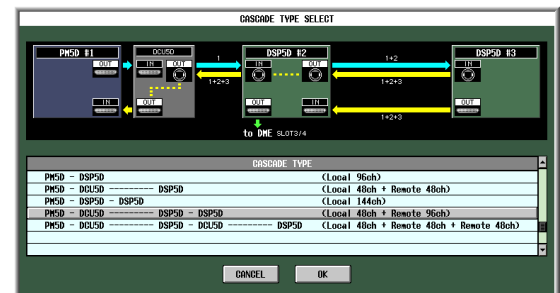 CASCADE TYPE SELECT
PM5D #1
DCU5D
DSP5D #2
DSP5D #3
OUT
IN
OUT
1
IN
OUT
1+2
IN
1+2+3
1+2+3
IN
OUT
OUT
IN
1+2+3
OUT
to DME SLOT3/4
CASCADE TYPE
PM5D - DSP5D (Local 96ch)
PM5D - DCU5D --------- DSP5D (Local 48ch + Remote 48ch)
PM5D - DSP5D - DSP5D (Local 144ch)
PM5D - DCU5D --------- DSP5D - DSP5D (Local 48ch + Remote 96ch)
PM5D - DSP5D - DCU5D --------- DSP5D (Local 48ch + Remote 48ch + Remote 48ch)
CANCEL
OK